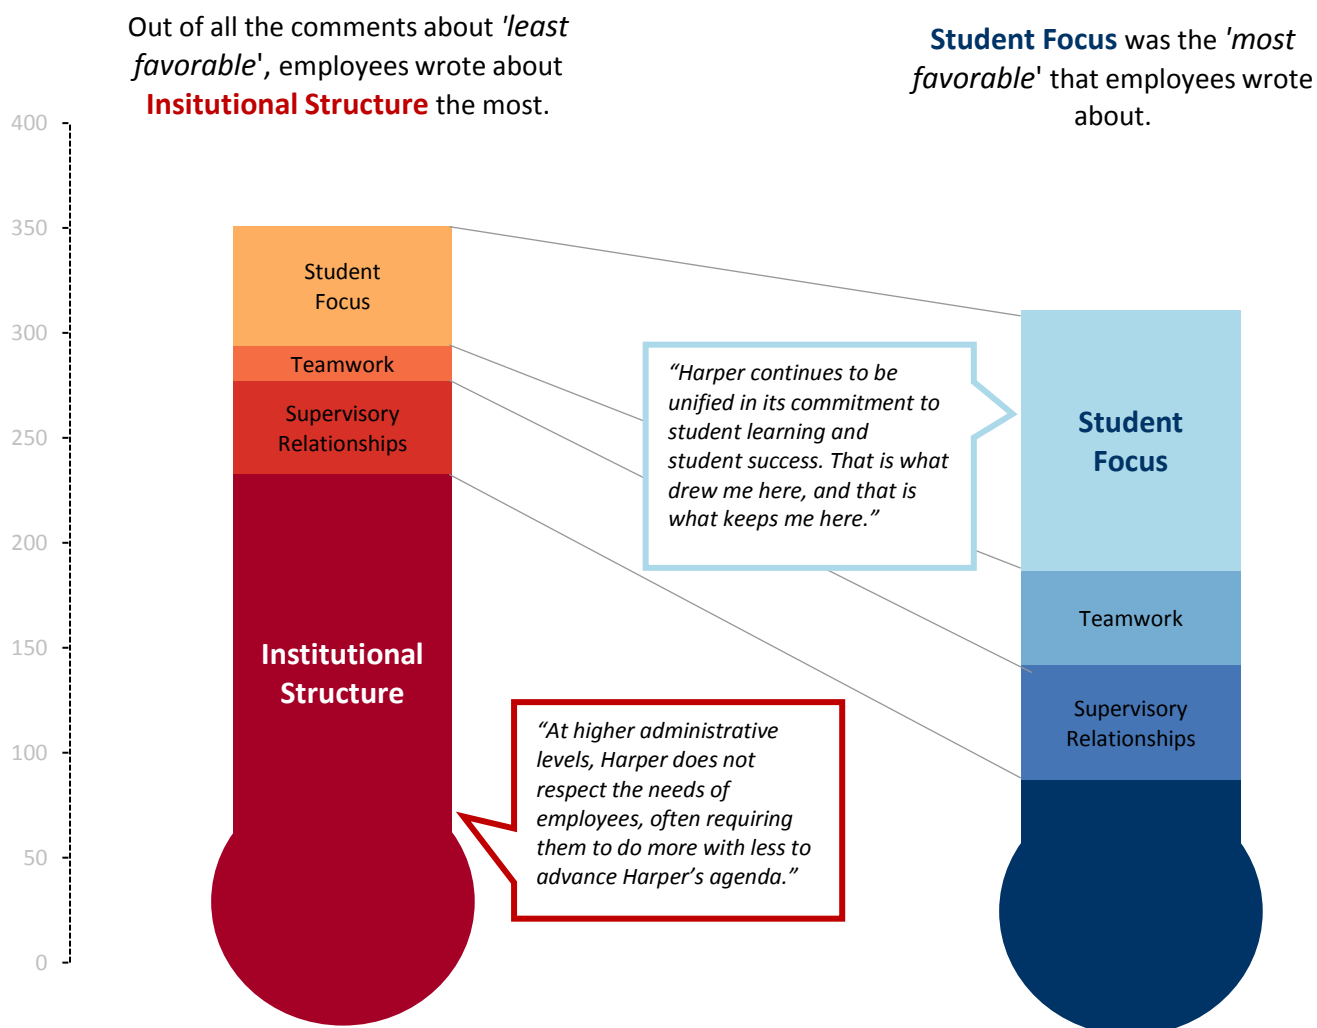 Out of all the comments about 'least
favorable', employees wrote about
Insitutional Structure the most.
Student Focus was the 'most
favorable' that employees wrote
about.
400
350
300
250
200
150
100
50
0
Student
Focus
Teamwork
Supervisory
Relationships
Institutional
Structure
“Harper continues to be
unified in its commitment to
student learning and
student success. That is what
drew me here, and that is
what keeps me here.”
“At higher administrative
levels, Harper does not
respect the needs of
employees, often requiring
them to do more with less to
advance Harper’s agenda.”
Student
Focus
Teamwork
Supervisory
Relationships